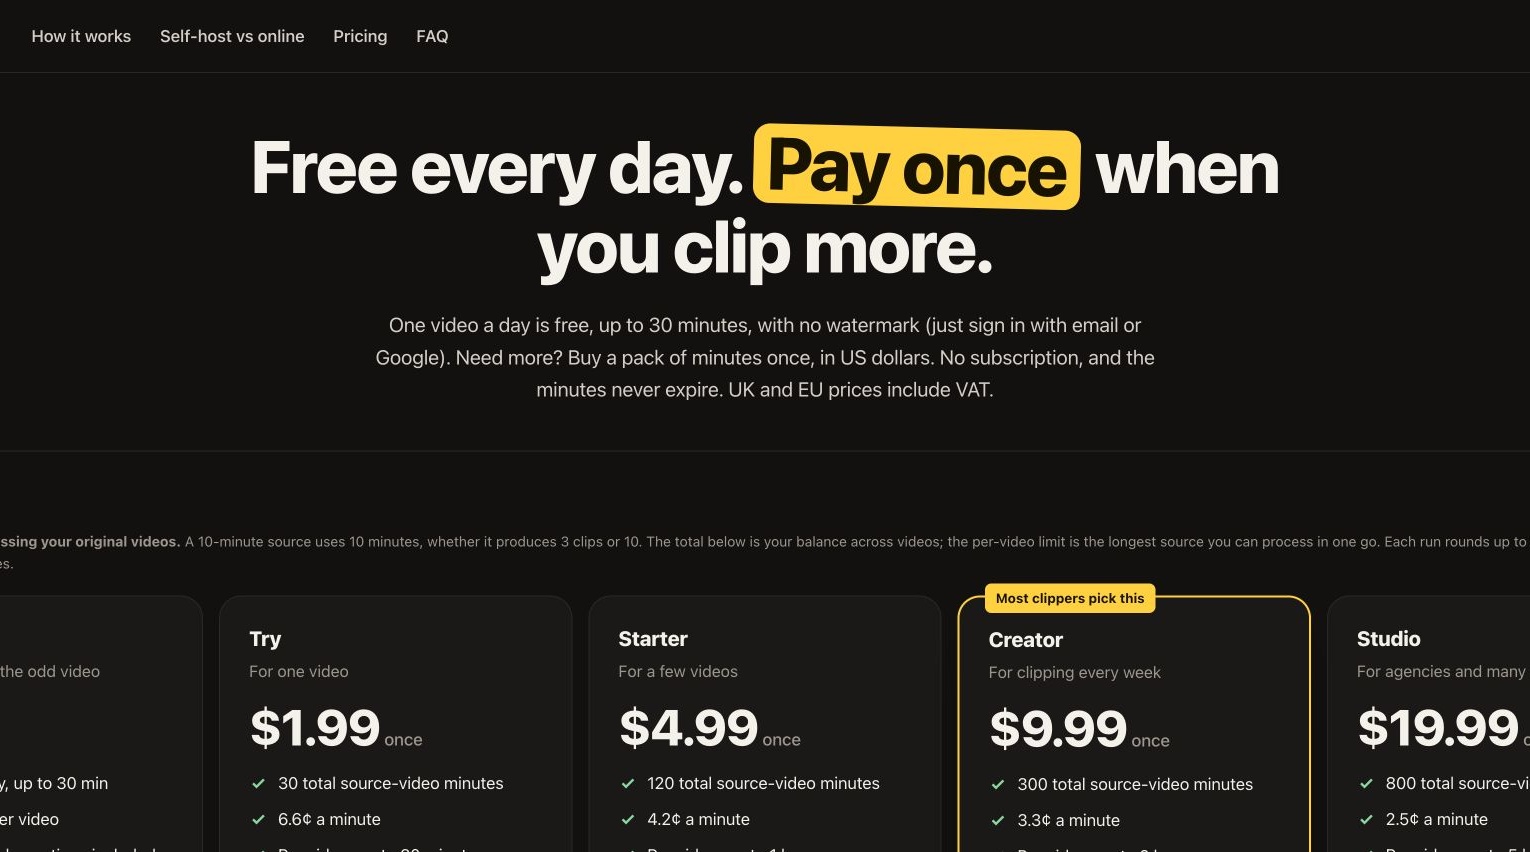 How it works Self-host vs online Pricing FAQ
Free every day. Pay once when
you clip more.
One video a day is free, up to 30 minutes, with no watermark (just sign in with email or
Google). Need more? Buy a pack of minutes once, in US dollars. No subscription, and the
minutes never expire. UK and EU prices include VAT.
ssing your original videos. A 10-minute source uses 10 minutes, whether it produces 3 clips or 10. The total below is your balance across videos; the per-video limit is the longest source you can process in one go. Each run rounds up to
es.
the odd video
y, up to 30 min
er video
Try
For one video
$1.99 once
30 total source-video minutes
6.6¢ a minute
Starter
For a few videos
$4.99 once
120 total source-video minutes
4.2¢ a minute
Most clippers pick this
Creator
For clipping every week
$9.99 once
300 total source-video minutes
3.3¢ a minute
Studio
For agencies and many
$19.99
800 total source-vi
2.5¢ a minute